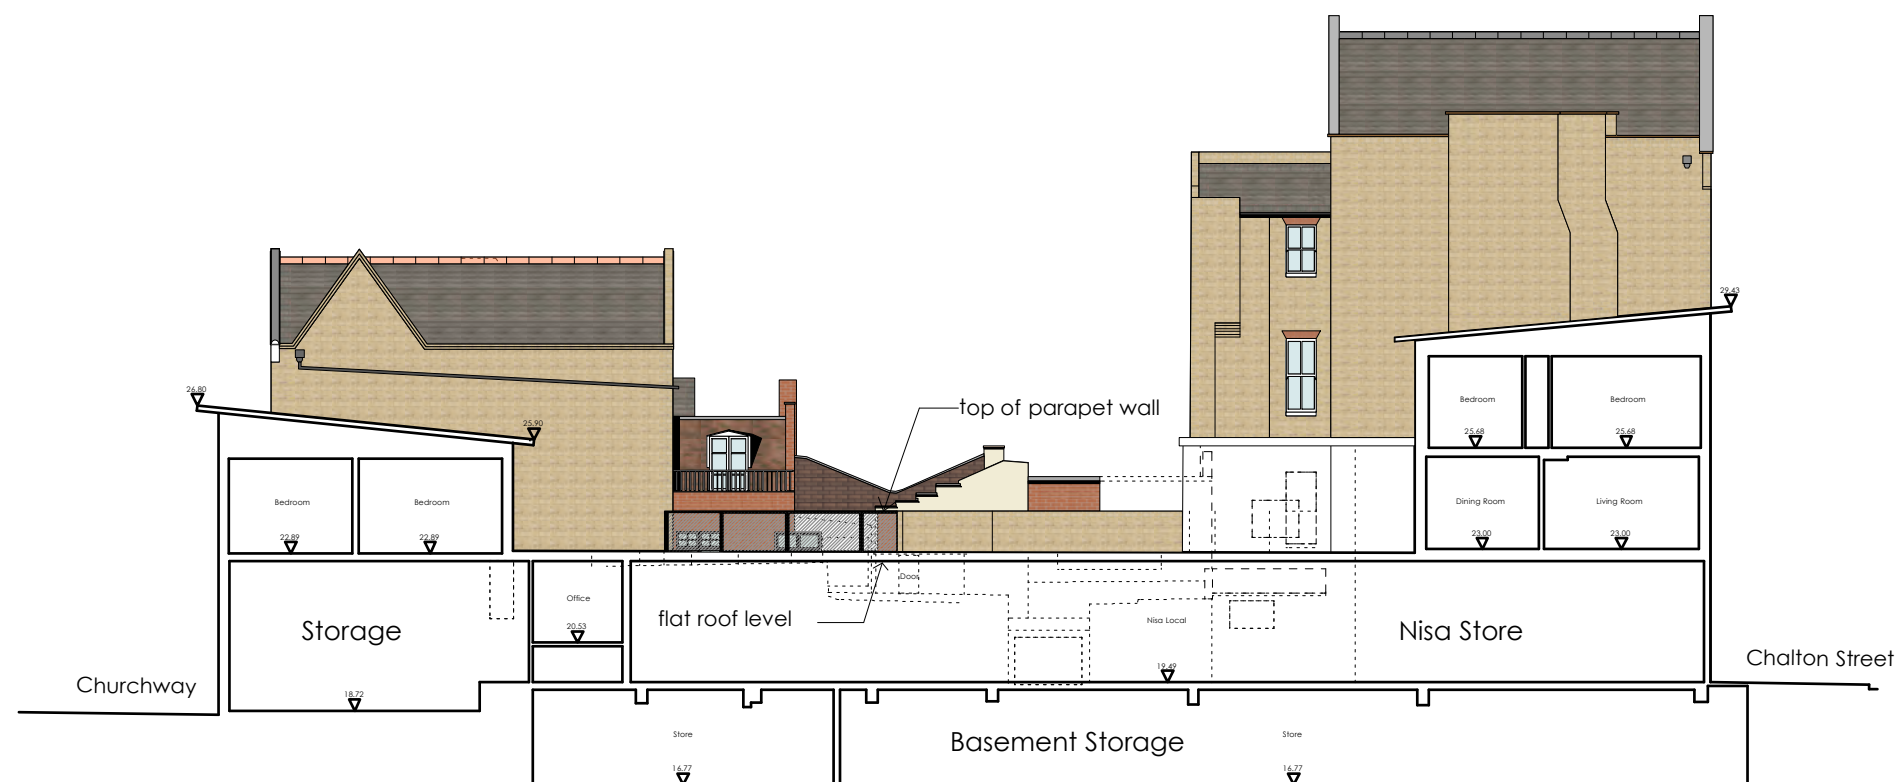 29.43
26.80
top of parapet wall
Bedroom
Bedroom
25.90
25.68
25.68
Bedroom
Bedroom
Dining Room
Living Room
22.89
22.89
23.00
23.00
Door
Office
flat roof level
Nisa Local
Storage
20.53
Nisa Store
Chalton Street
19.49
Churchway
18.72
Store
Basement Storage
Store
16.77
16.77